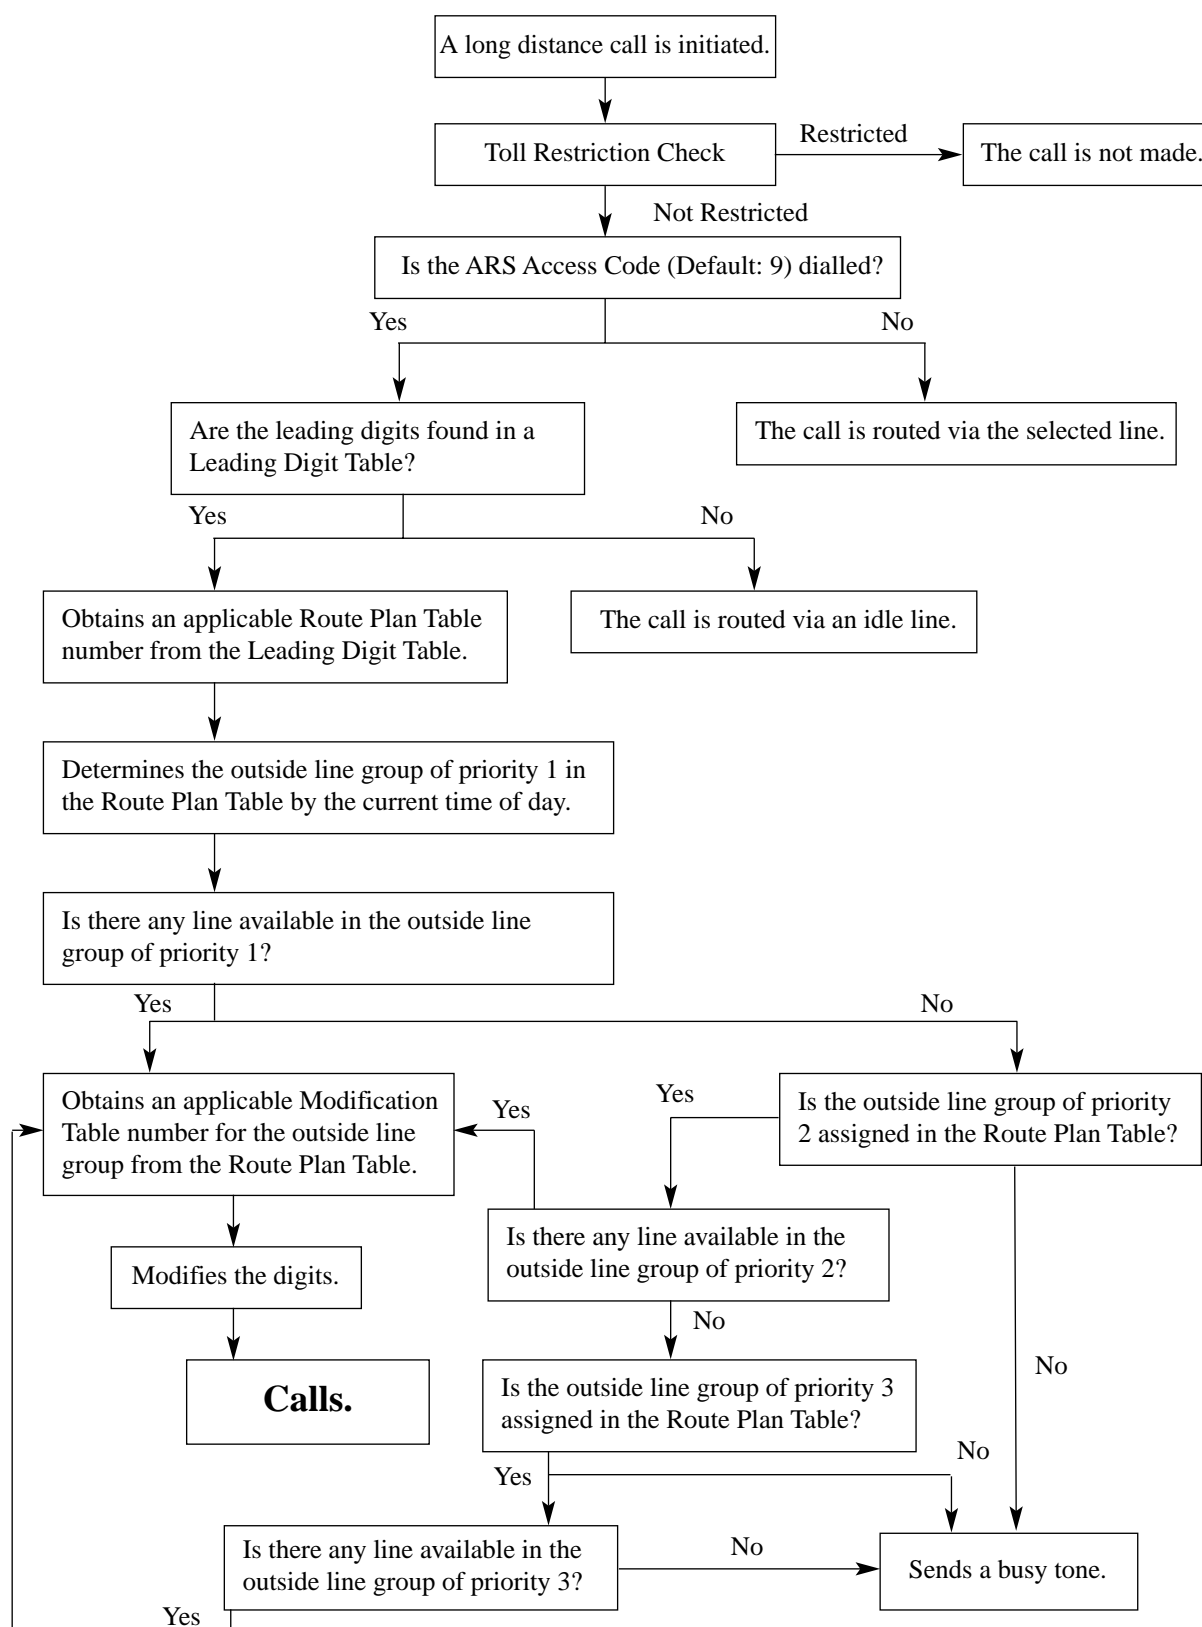 A long distance call is initiated.
Toll Restriction Check
Restricted
The call is not made.
Not Restricted
Is the ARS Access Code (Default: 9) dialled?
Yes
No
Are the leading digits found in a
Leading Digit Table?
The call is routed via the selected line.
Yes
No
Obtains an applicable Route Plan Table
number from the Leading Digit Table.
The call is routed via an idle line.
Determines the outside line group of priority 1 in
the Route Plan Table by the current time of day.
Is there any line available in the outside line
group of priority 1?
Yes
No
Obtains an applicable Modification
Table number for the outside line
group from the Route Plan Table.
Yes
Yes
Is the outside line group of priority
2 assigned in the Route Plan Table?
Is there any line available in the
outside line group of priority 2?
Modifies the digits.
No
No
Calls.
Is the outside line group of priority 3
assigned in the Route Plan Table?
Yes
No
Is there any line available in the
outside line group of priority 3?
No
Sends a busy tone.
Yes